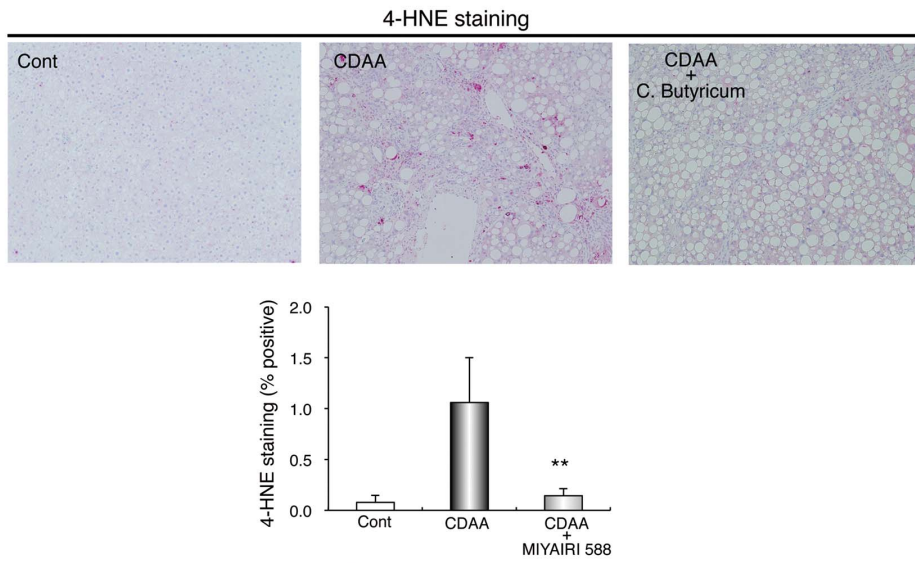 4-HNE staining
Cont
CDAA
CDAA
+
C. Butyricum
4-HNE staining (% positive)
2.0
1.5
1.0
0.5
0.0
**
Cont
CDAA
CDAA
+
MIYAIRI 588